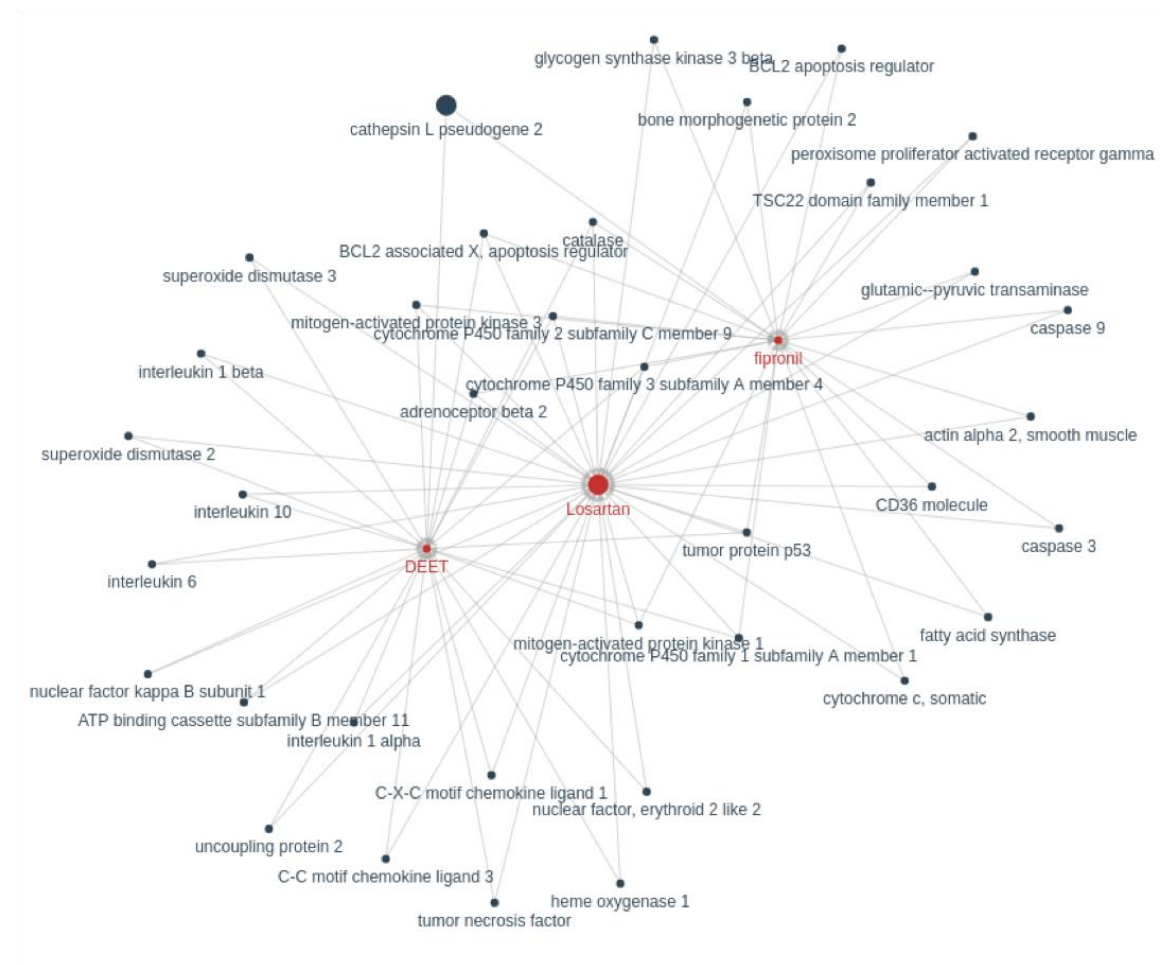 glycogen synthase kinase 3 beta
BCL2 apoptosis regulator
bone morphogenetic protein 2
cathepsin L pseudogene 2
peroxisome proliferator activated receptor gamma
TSC22 domain family member 1
catalase
BCL2 associated X, apoptosis regulator
superoxide dismutase 3
glutamic--pyruvic transaminase
mitogen-activated protein kinase 3
cytochrome P450 family 2 subfamily C member 9
caspase 9
fipronil
interleukin 1 beta
cytochrome P450 family 3 subfamily A member 4
adrenoceptor beta 2
actin alpha 2, smooth muscle
superoxide dismutase 2
CD36 molecule
interleukin 10
Losartan
tumor protein p53
caspase 3
DEET
interleukin 6
fatty acid synthase
mitogen-activated protein kinase 1
cytochrome P450 family 1 subfamily A member 1
nuclear factor kappa B subunit 1
cytochrome c, somatic
ATP binding cassette subfamily B member 11
interleukin 1 alpha
C-X-C motif chemokine ligand 1
nuclear factor, erythroid 2 like 2
uncoupling protein 2
C-C motif chemokine ligand 3
heme oxygenase 1
tumor necrosis factor